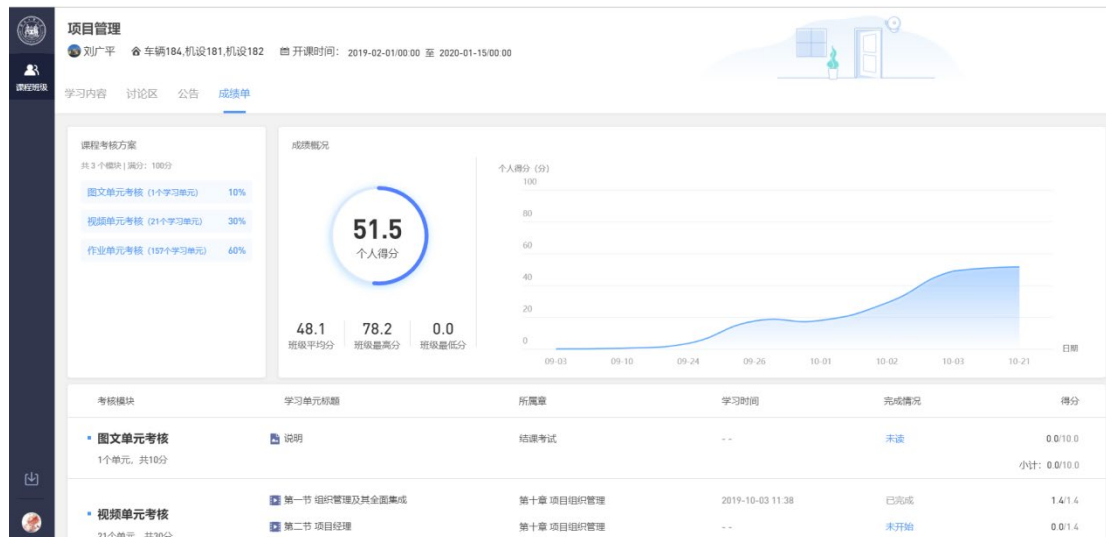 项目管理
刘广平 车辆184,机设181,机设182 开课时间： 2019-02-01/00:00 至 2020-01-15/00:00
课程班级
学习内容 讨论区 公告 成绩单
课程考核方案
共 3 个模块 | 满分：100分
图文单元考核 (1个学习单元) 10%
视频单元考核 (21个学习单元) 30%
作业单元考核 (157个学习单元) 60%
成绩概况
51.5
个人得分
48.1 78.2 0.0
班级平均分 班级最高分 班级最低分
个人得分（分）
100
80
60
40
20
0
09-03 09-10 09-24 09-26 10-01 10-02 10-03 10-21
日期
考核模块 学习单元标题 所属章 学习时间 完成情况 得分
图文单元考核 说明 结课考试 - - 未读 0.0/10.0
1个单元，共10分
小计：0.0/10.0
第一节 组织管理及其全面集成 第十章 项目组织管理 2019-10-03 11:38 已完成 1.4/1.4
视频单元考核
第二节 项目经理 第十章 项目组织管理 - - 未开始 0.0/1.4
21个单元，共30分